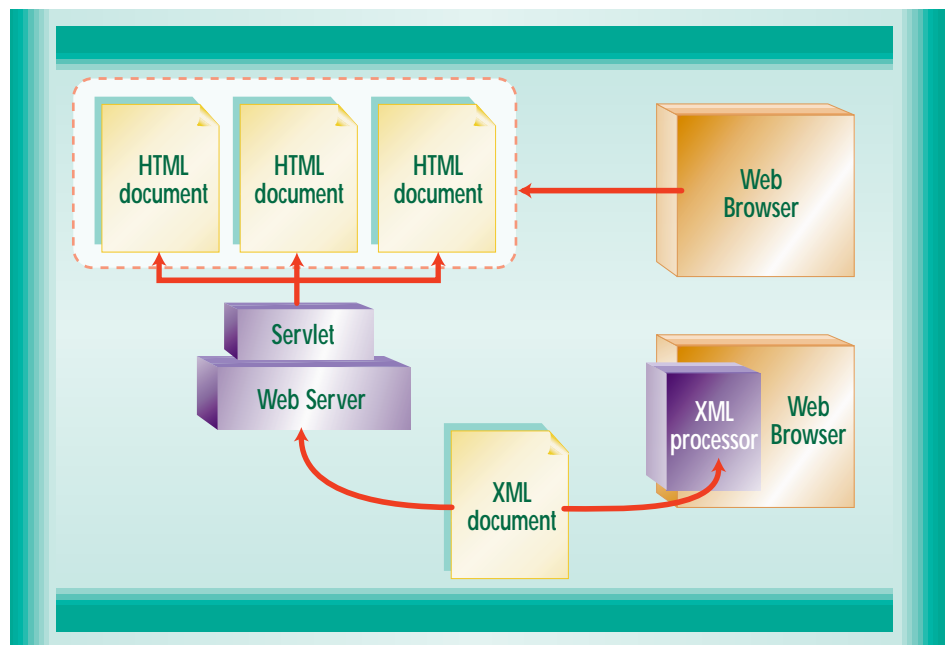 HTML
document
HTML
document
HTML
document
Web
Browser
Servlet
Web Server
XML
processor
Web
Browser
XML
document